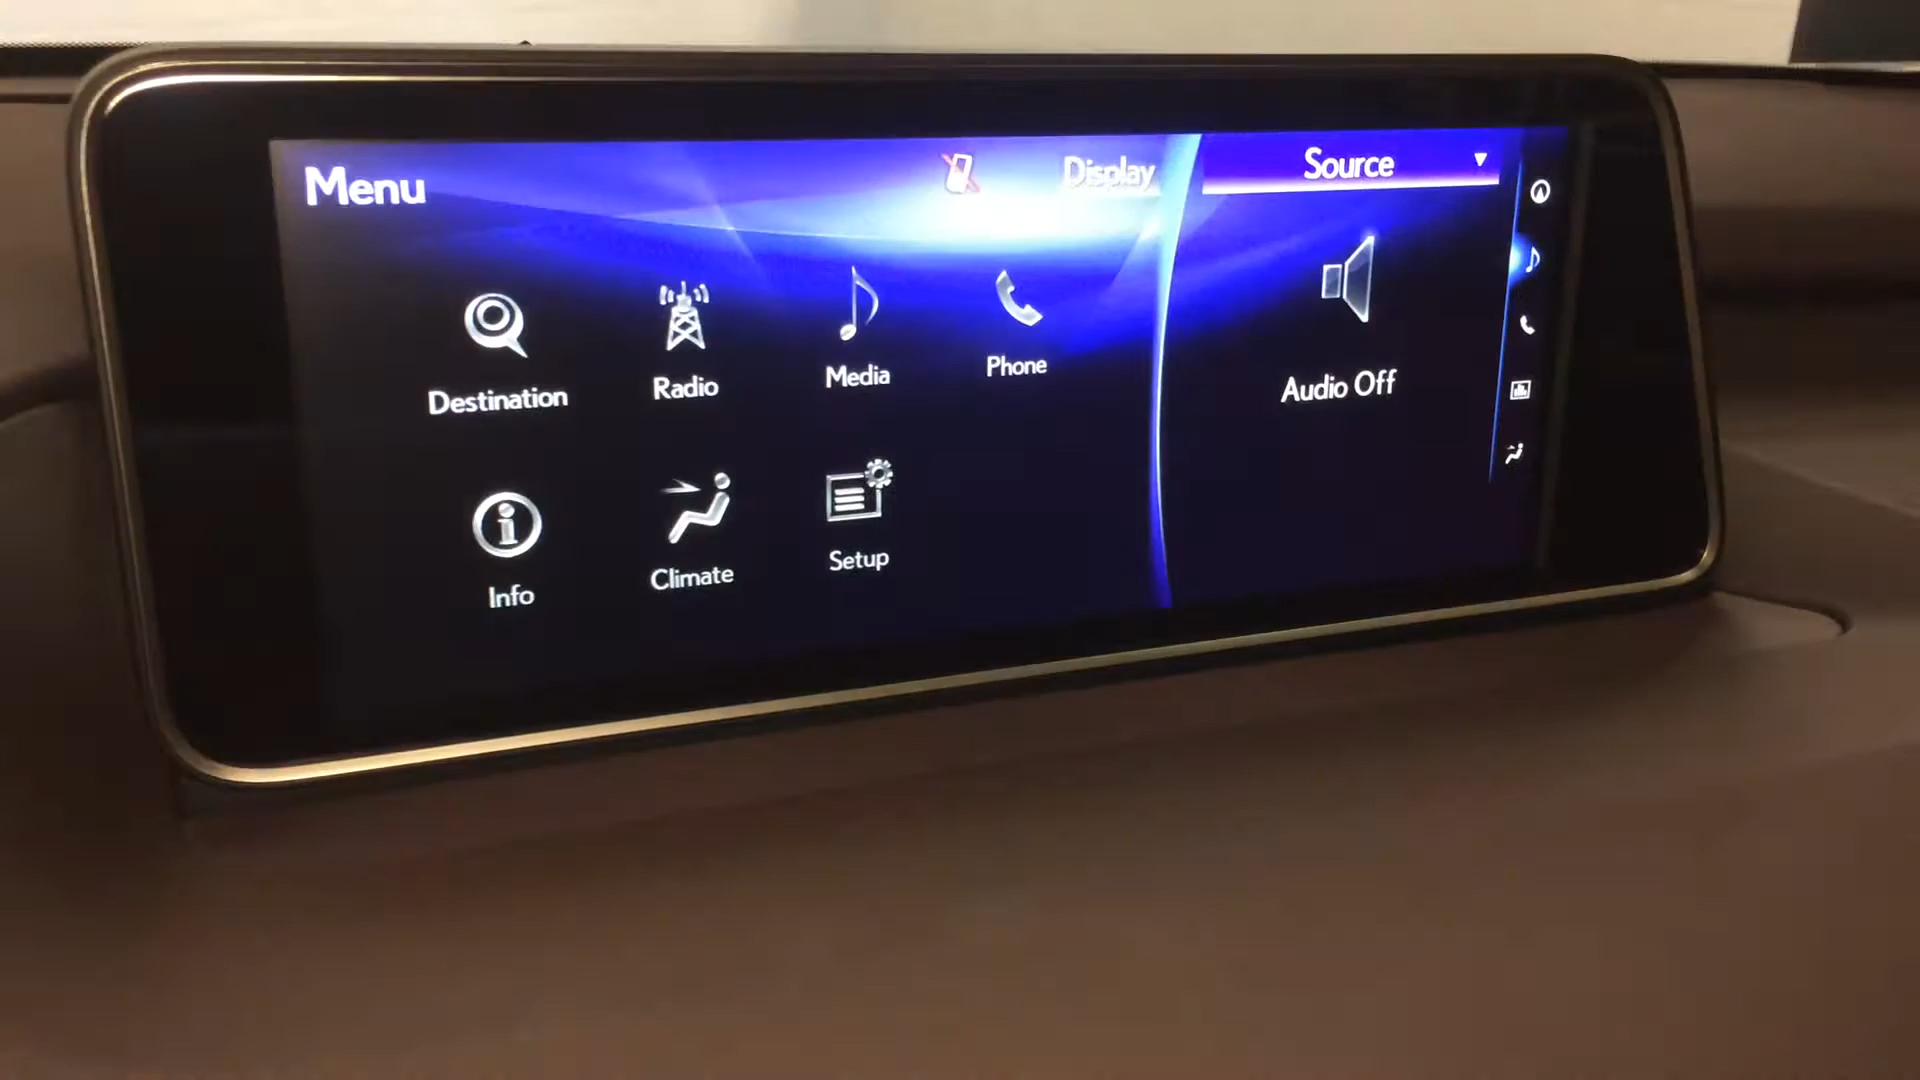 Menu
Display
Source
Destination
Radio
Media
Phone
Audio Off
Info
Climate
Setup